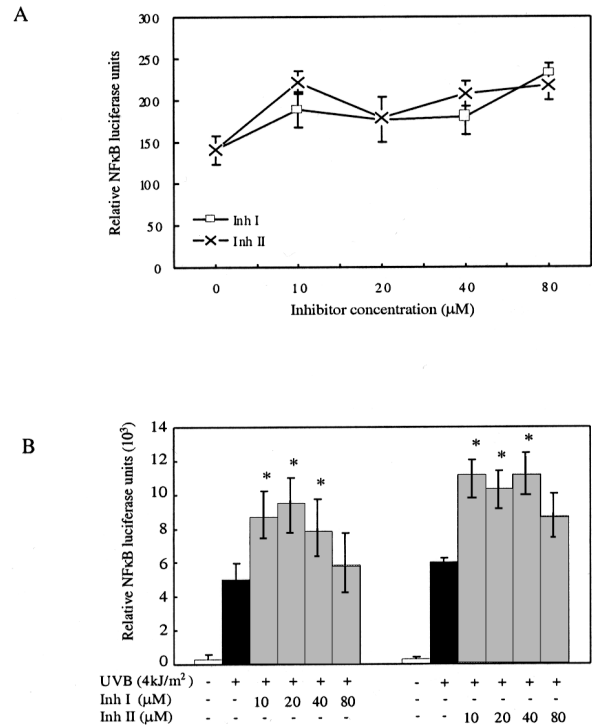 A
Relative NFκB luciferase units
300
250
200
150
100
50
0
Inh I
Inh II
0 10 20 40 80
Inhibitor concentration (μM)
B
Relative NFκB luciferase units (10³)
14
12
10
8
6
4
2
0
* * * * * *
UVB (4kJ/m²) - + + + + + - + + + + +
Inh I (μM) - - 10 20 40 80 - - - - - -
Inh II (μM) - - - - - - - - 10 20 40 80